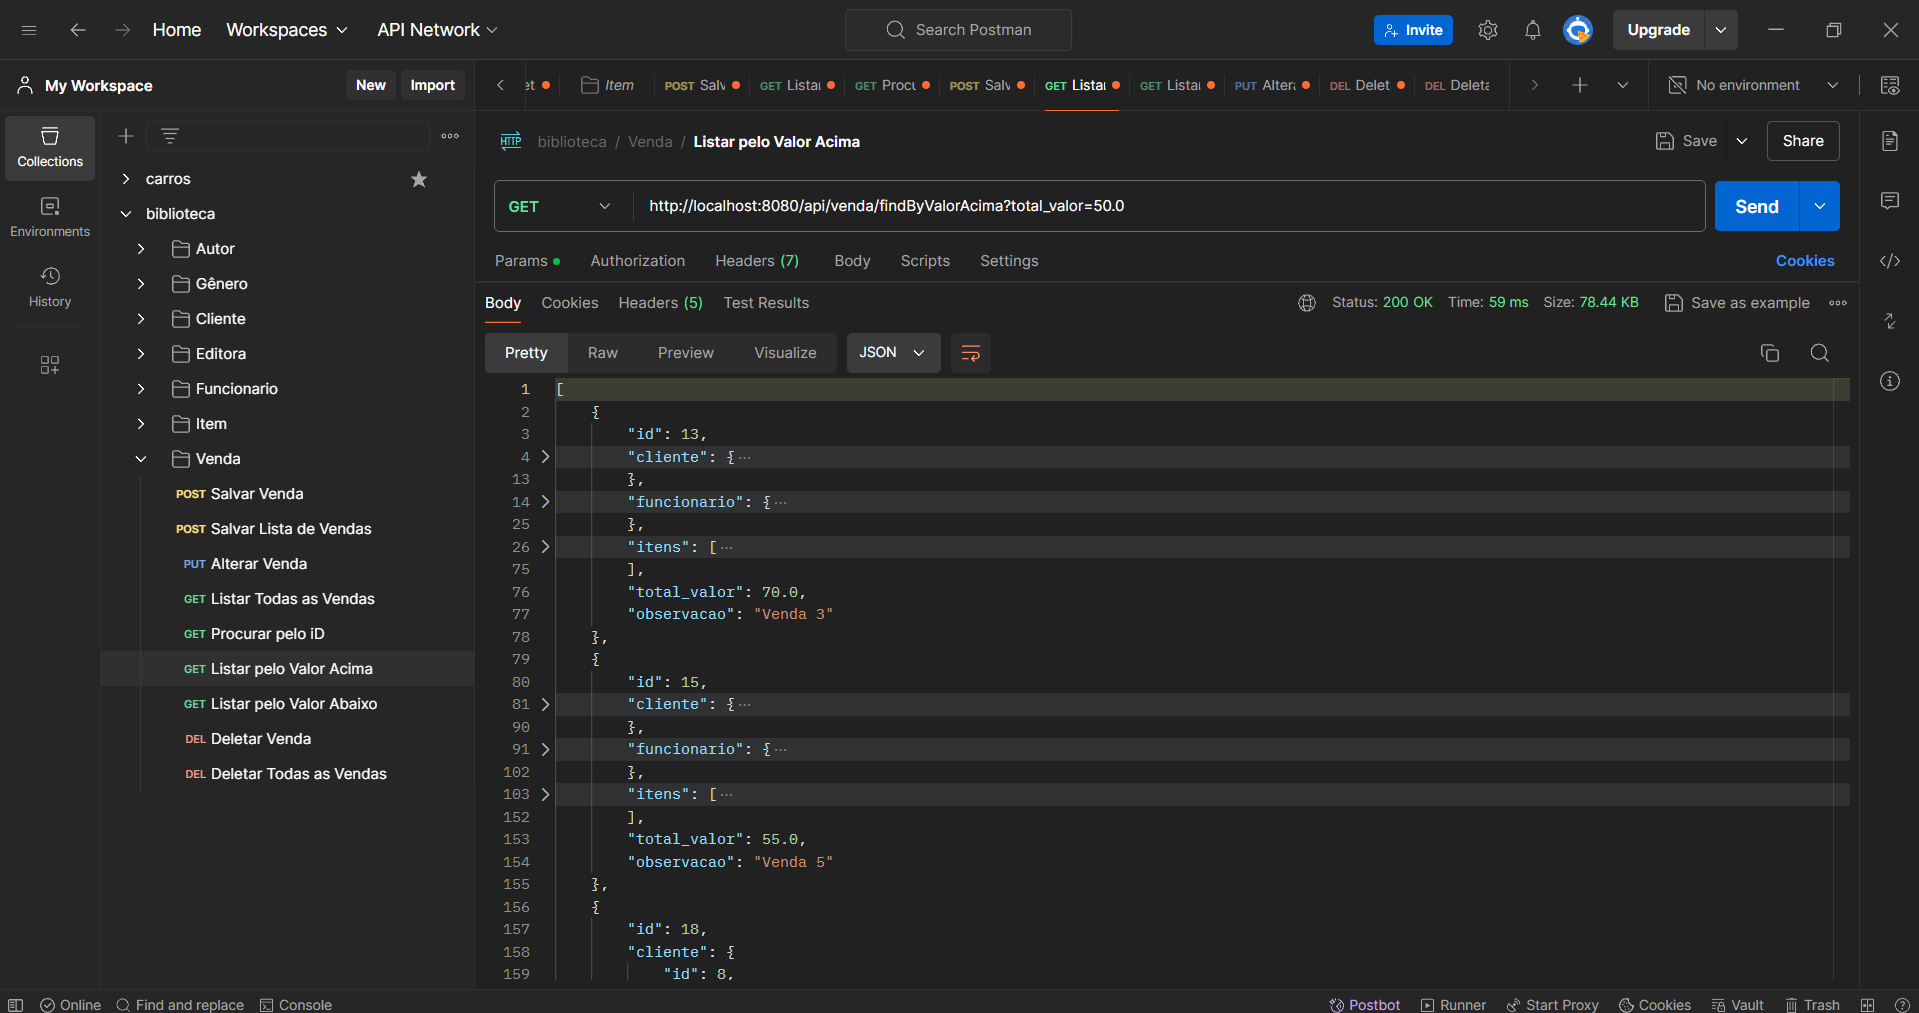 Home Workspaces API Network Search Postman Invite Upgrade
My Workspace New Import
et Item POST Salv GET Listar GET Procu POST Salv GET Listar GET Listar PUT Altera DEL Delet DEL Deleta No environment
Collections
Environments
History
carros
biblioteca
Autor
Gênero
Cliente
Editora
Funcionario
Item
Venda
POST Salvar Venda
POST Salvar Lista de Vendas
PUT Alterar Venda
GET Listar Todas as Vendas
GET Procurar pelo iD
GET Listar pelo Valor Acima
GET Listar pelo Valor Abaixo
DEL Deletar Venda
DEL Deletar Todas as Vendas
HTTP biblioteca / Venda / Listar pelo Valor Acima Save Share
GET http://localhost:8080/api/venda/findByValorAcima?total_valor=50.0 Send
Params Authorization Headers (7) Body Scripts Settings Cookies
Body Cookies Headers (5) Test Results Status: 200 OK Time: 59 ms Size: 78.44 KB Save as example
Pretty Raw Preview Visualize JSON
1 [
2 {
3 "id": 13,
4 "cliente": {···
13 },
14 "funcionario": {···
25 },
26 "itens": [···
75 ],
76 "total_valor": 70.0,
77 "observacao": "Venda 3"
78 },
79 {
80 "id": 15,
81 "cliente": {···
90 },
91 "funcionario": {···
102 },
103 "itens": [···
152 ],
153 "total_valor": 55.0,
154 "observacao": "Venda 5"
155 },
156 {
157 "id": 18,
158 "cliente": {
159 "id": 8,
Online Find and replace Console Postbot Runner Start Proxy Cookies Vault Trash